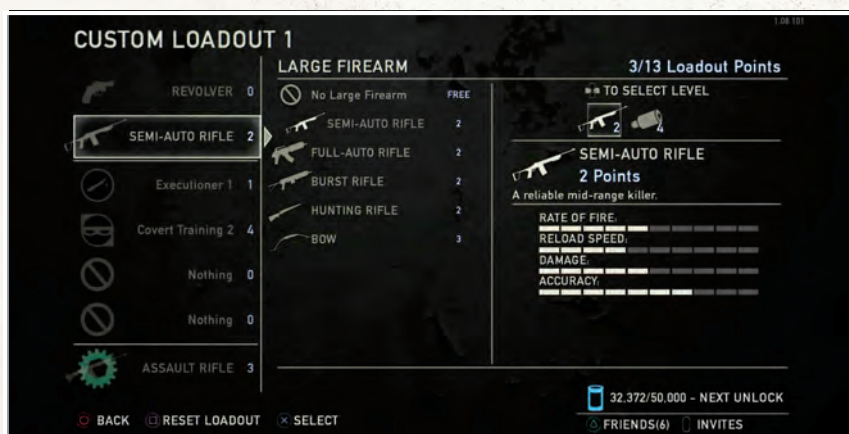 1.08.101
CUSTOM LOADOUT 1
LARGE FIREARM
3/13 Loadout Points
REVOLVER 0
SEMI-AUTO RIFLE 2
Executioner 1 1
Covert Training 2 4
Nothing 0
Nothing 0
ASSAULT RIFLE 3
No Large Firearm FREE
SEMI-AUTO RIFLE 2
FULL-AUTO RIFLE 2
BURST RIFLE 2
HUNTING RIFLE 2
BOW 3
TO SELECT LEVEL
2 4
SEMI-AUTO RIFLE
2 Points
A reliable mid-range killer.
RATE OF FIRE:
RELOAD SPEED:
DAMAGE:
ACCURACY:
32,372/50,000 - NEXT UNLOCK
BACK RESET LOADOUT SELECT
FRIENDS(6) INVITES